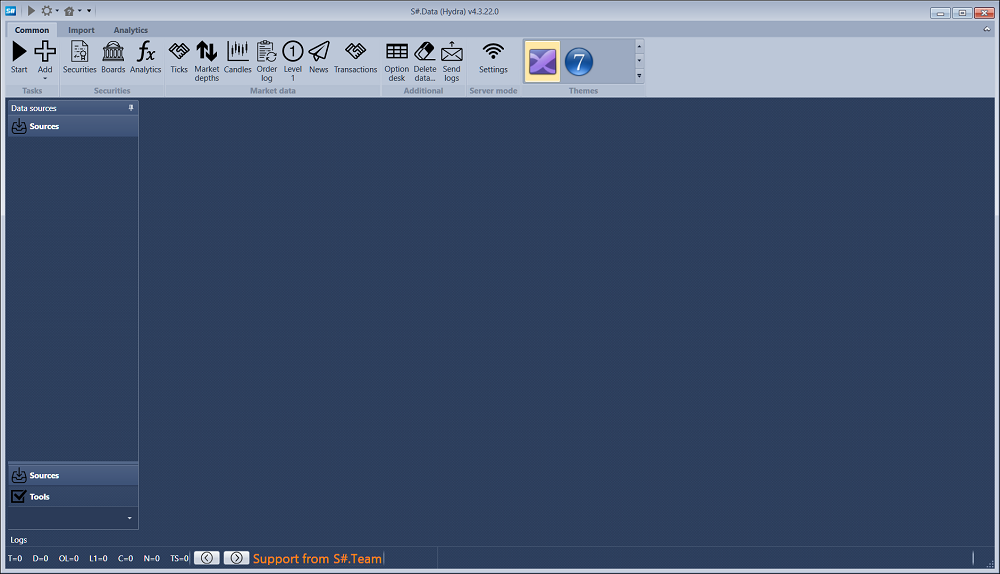 S# S#.Data (Hydra) v4.3.22.0
Common Import Analytics
Start Add Securities Boards Analytics Ticks Market depths Candles Order log Level 1 News Transactions Option desk Delete data... Send logs Settings 7
Tasks Securities Market data Additional Server mode Themes
Data sources
Sources
Sources
Tools
Logs
T=0 D=0 OL=0 L1=0 C=0 N=0 TS=0 Support from S#.Team